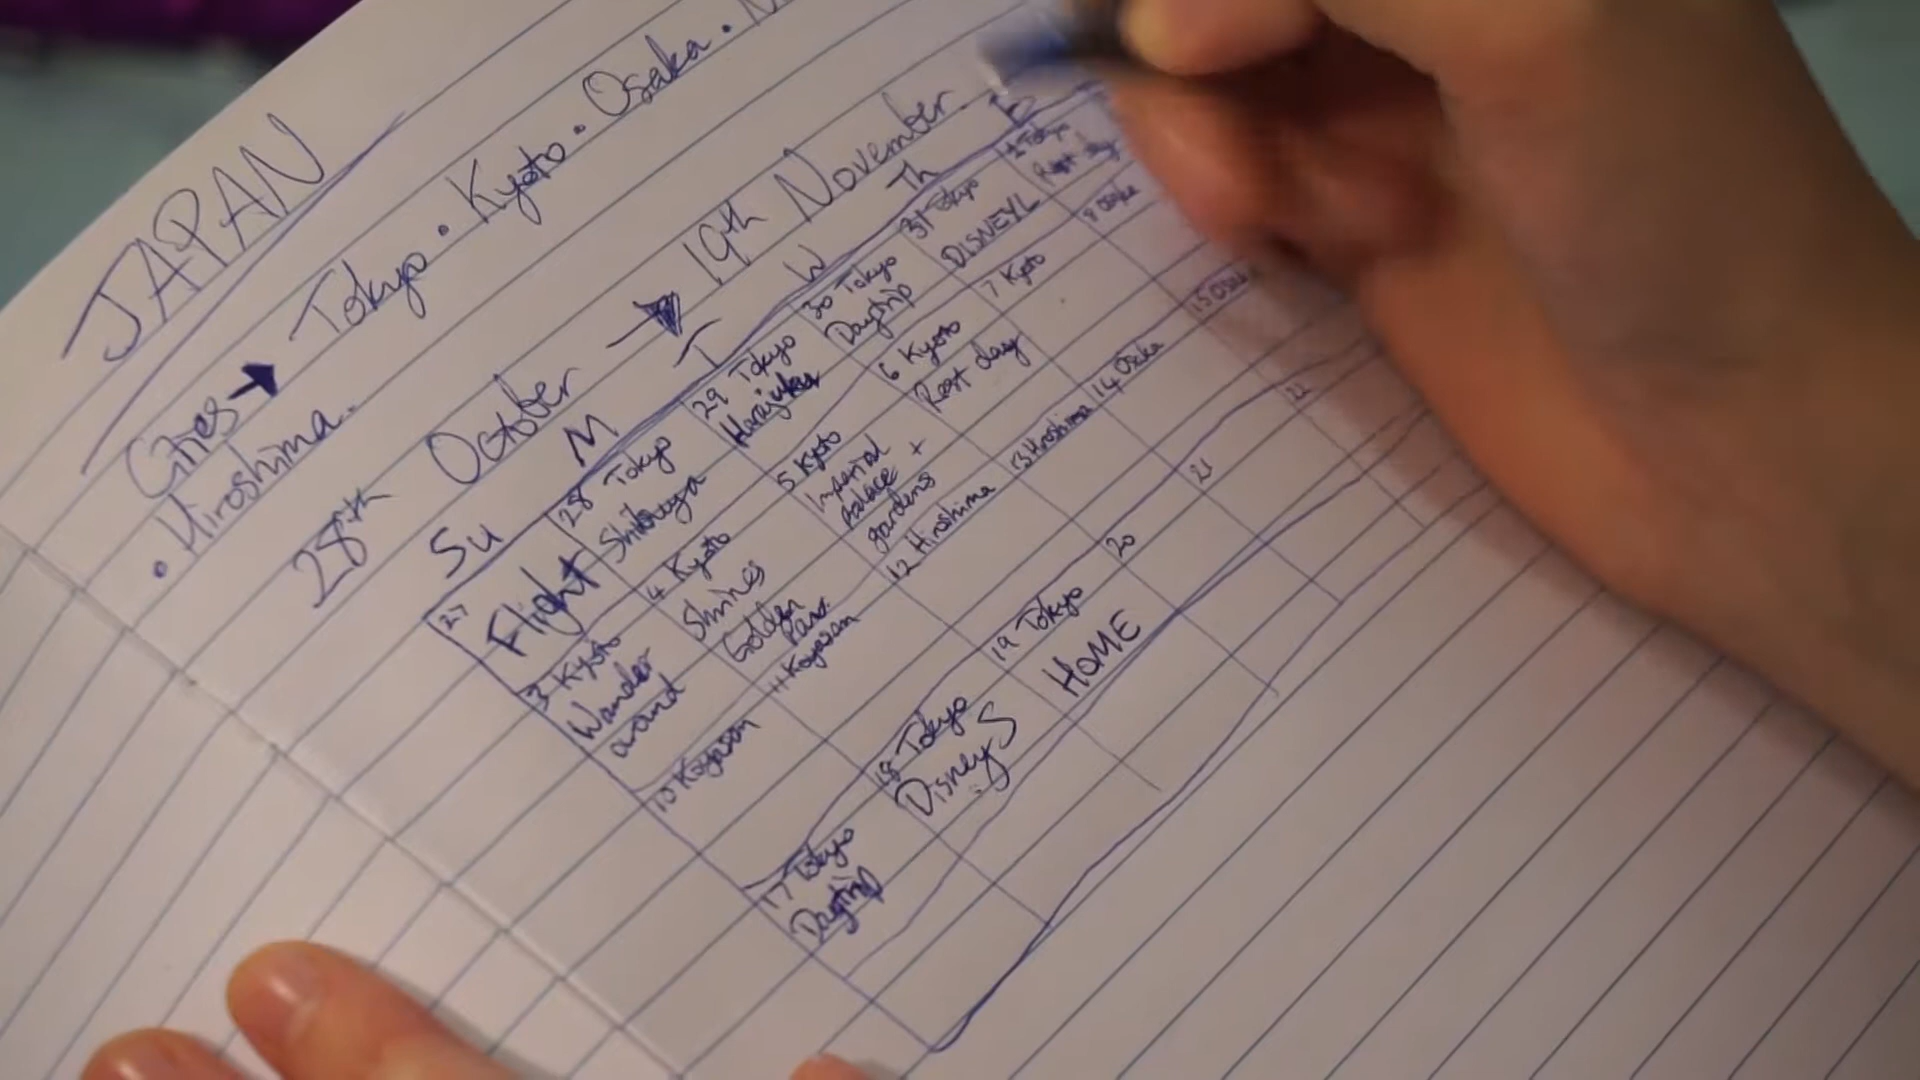 JAPAN
Cities → Tokyo • Kyoto • Osaka •
• Hiroshima.
28th October → 19th November.
Su M T W Th
27
Flight
28 Tokyo
Shibuya
29 Tokyo
Harajuku
30 Tokyo
Daytrip
31 Tokyo
DISNEYL
1 Tokyo
Rest day
3 Kyoto
Wander
around
4 Kyoto
Shrines
Golden
Pav.
5 Kyoto
Imperial
palace +
gardens
6 Kyoto
Rest day
7 Kyoto
8 Osaka
10 Koyasan
11 Koyasan
12 Hiroshima
13 Hiroshima
14 Osaka
15 Osaka
17 Tokyo
Daytrip
18 Tokyo
DisneyS
19 Tokyo
HOME
20
21
22